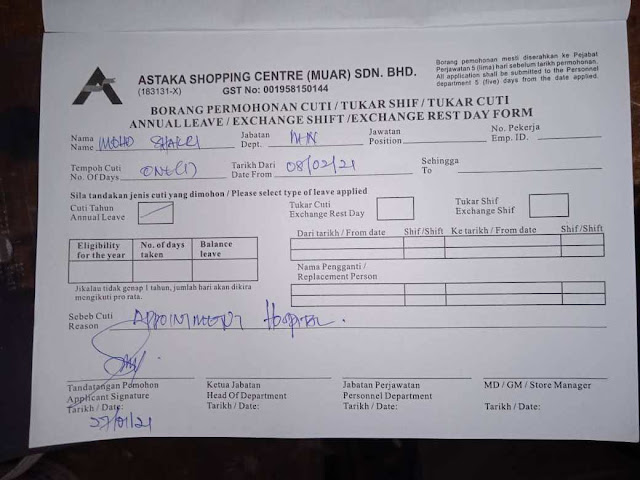 Borang pemohonan mesti diserahkan ke Pejabat
Perjawatan 5 (lima) hari sebelum tarikh permohonan.
All application shall be submitted to the Personnel
department 5 (five) days from the date applied.
ASTAKA SHOPPING CENTRE (MUAR) SDN. BHD.
(183131-X) GST No: 001958150144
BORANG PERMOHONAN CUTI / TUKAR SHIF / TUKAR CUTI
ANNUAL LEAVE / EXCHANGE SHIFT /EXCHANGE REST DAY FORM
Nama Jabatan Jawatan No. Pekerja
Name MOHD Dept. Position Emp. ID.
Tempoh Cuti Tarikh Dari Sehingga
No. Of Days ONE(1) Date From 08/02/21 To
Sila tandakan jenis cuti yang dimohon / Please select type of leave applied
Cuti Tahun Tukar Cuti Tukar Shif
Annual Leave Exchange Rest Day Exchange Shif
Eligibility for the year No. of days taken Balance leave
Dari tarikh / From date Shif /Shift Ke tarikh / From date Shif /Shift
Nama Pengganti /
Replacement Person
Jikalau tidak genap 1 tahun, jumlah hari akan dikira
mengikuti pro rata.
Sebeb Cuti
Reason APPOINTMENT Hospital.
Tandatangan Pemohon Ketua Jabatan Jabatan Perjawatan MD / GM / Store Manager
Applicant Signature Head Of Department Personnel Department
Tarikh / Date: Tarikh / Date: Tarikh / Date: Tarikh / Date:
27/01/21